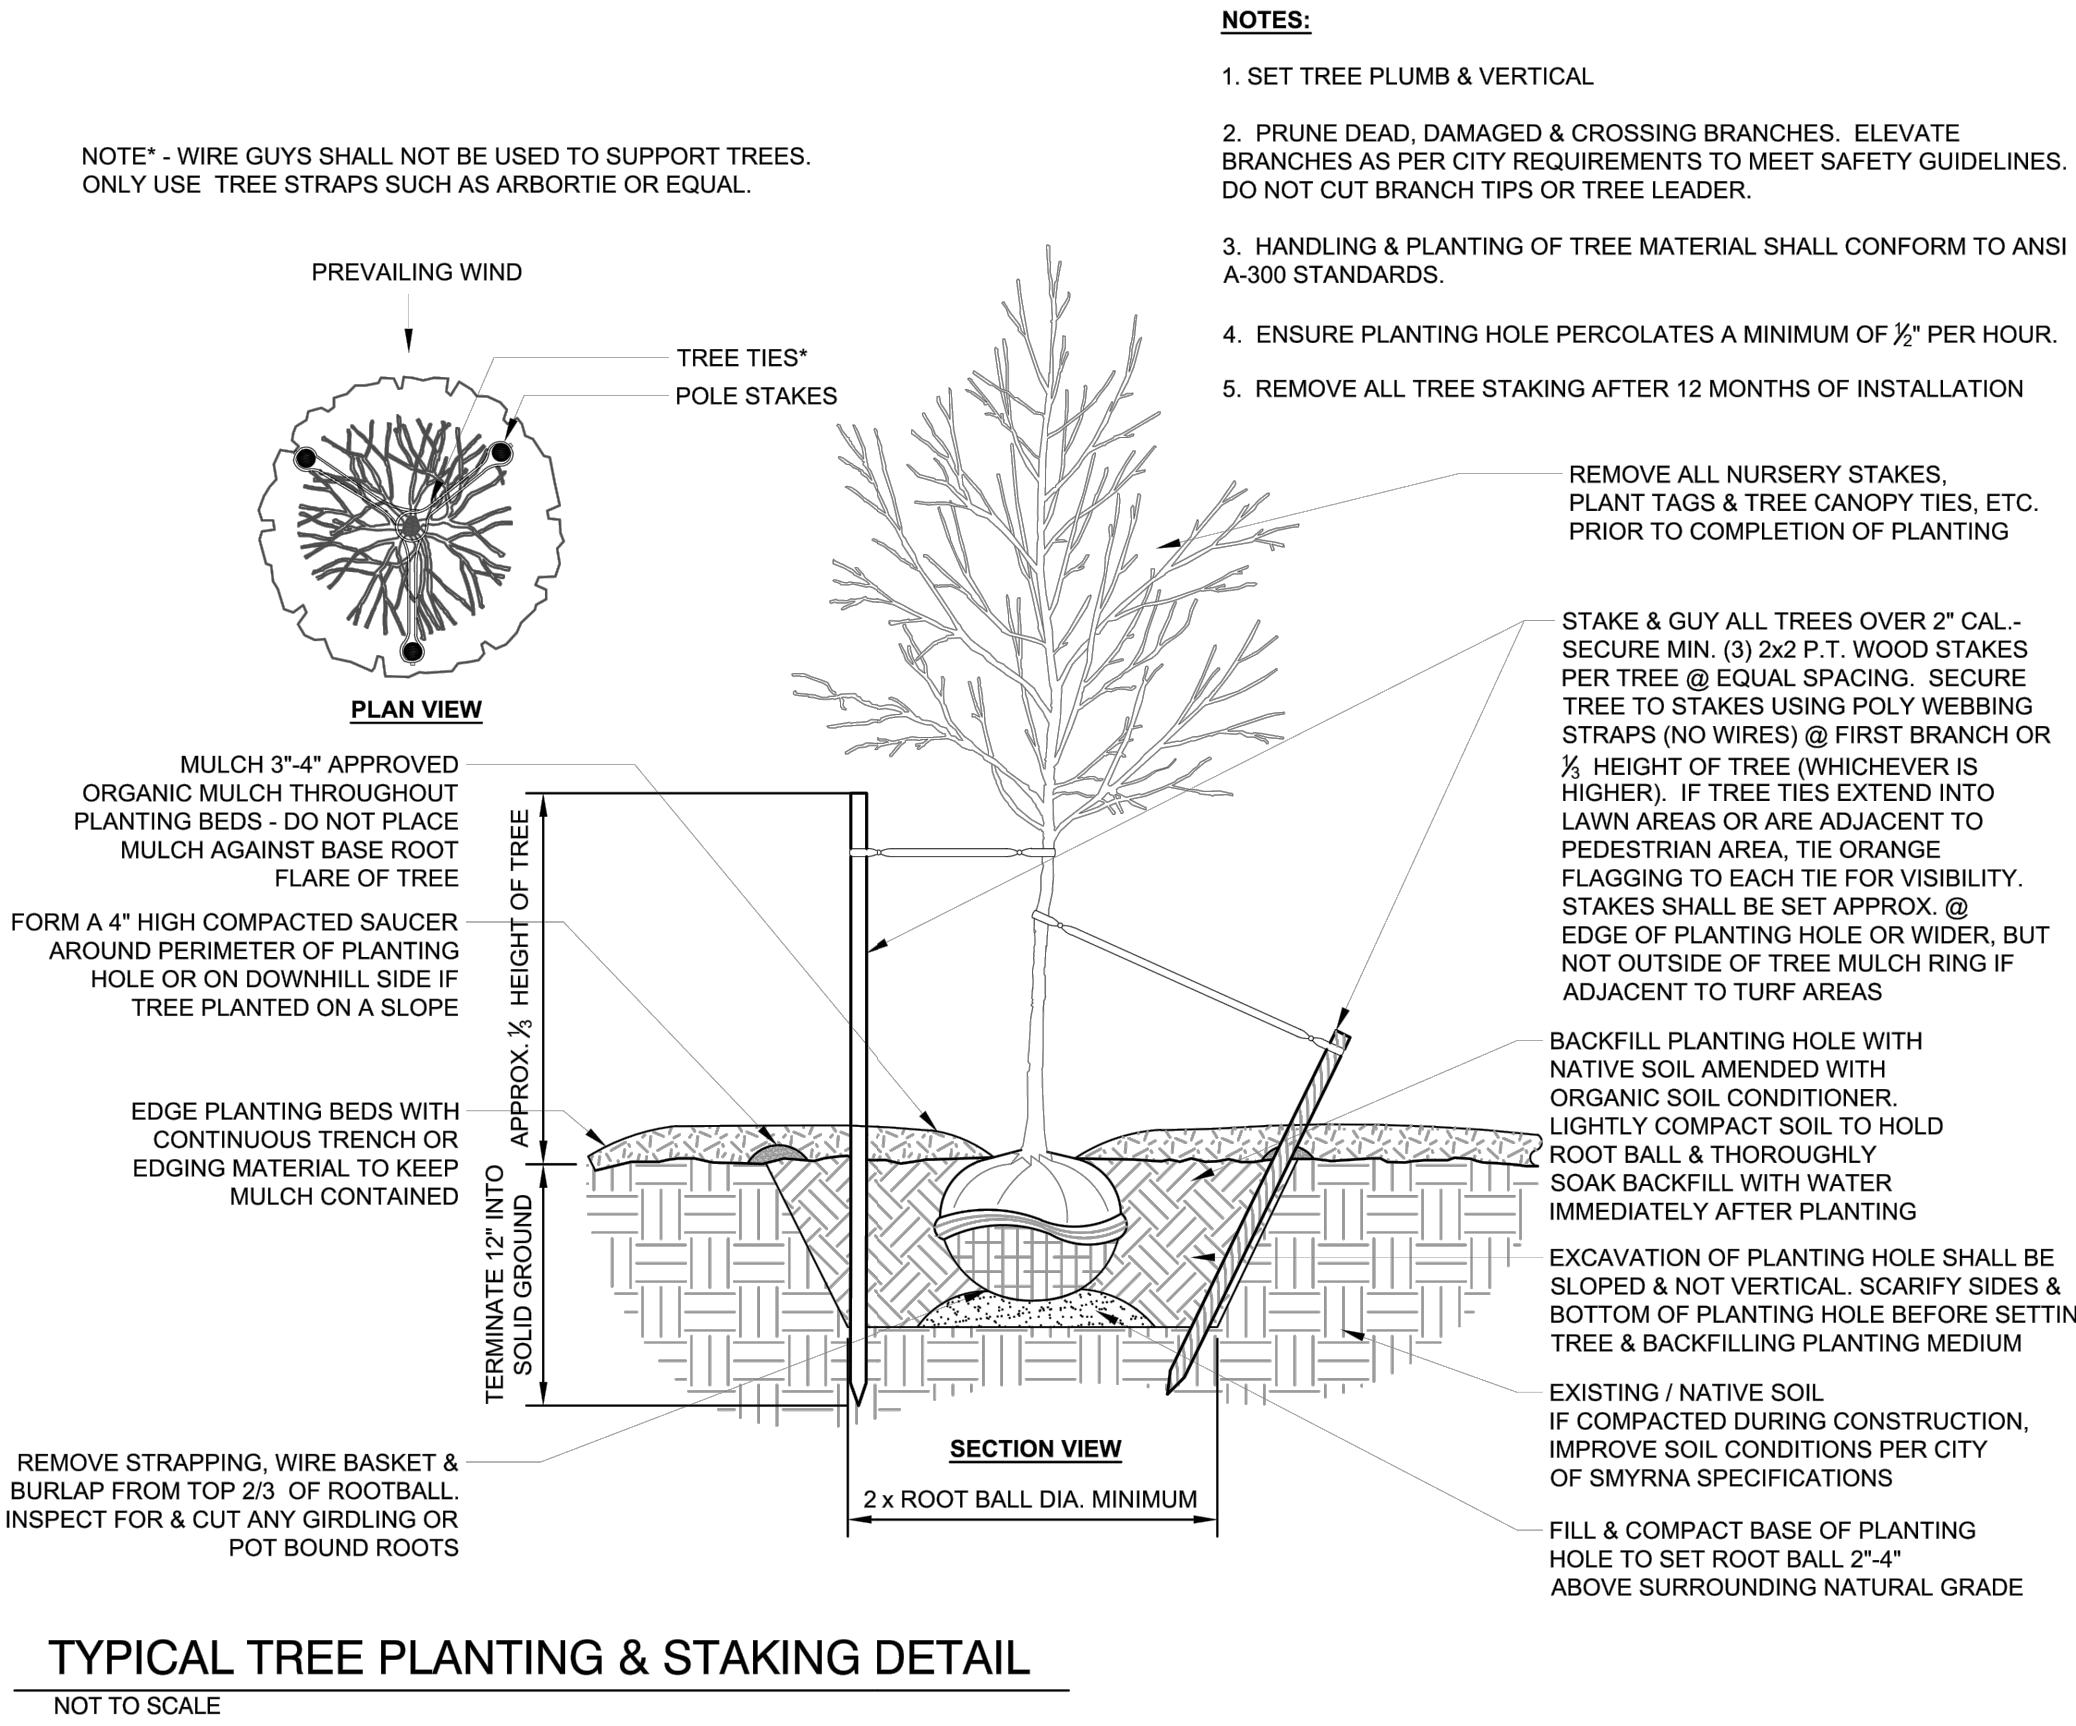 NOTES:
1. SET TREE PLUMB & VERTICAL
2. PRUNE DEAD, DAMAGED & CROSSING BRANCHES. ELEVATE
BRANCHES AS PER CITY REQUIREMENTS TO MEET SAFETY GUIDELINES.
DO NOT CUT BRANCH TIPS OR TREE LEADER.
3. HANDLING & PLANTING OF TREE MATERIAL SHALL CONFORM TO ANSI
A-300 STANDARDS.
4. ENSURE PLANTING HOLE PERCOLATES A MINIMUM OF ½" PER HOUR.
5. REMOVE ALL TREE STAKING AFTER 12 MONTHS OF INSTALLATION
NOTE* - WIRE GUYS SHALL NOT BE USED TO SUPPORT TREES.
ONLY USE TREE STRAPS SUCH AS ARBORTIE OR EQUAL.
PREVAILING WIND
TREE TIES*
POLE STAKES
PLAN VIEW
MULCH 3"-4" APPROVED
ORGANIC MULCH THROUGHOUT
PLANTING BEDS - DO NOT PLACE
MULCH AGAINST BASE ROOT
FLARE OF TREE
FORM A 4" HIGH COMPACTED SAUCER
AROUND PERIMETER OF PLANTING
HOLE OR ON DOWNHILL SIDE IF
TREE PLANTED ON A SLOPE
EDGE PLANTING BEDS WITH
CONTINUOUS TRENCH OR
EDGING MATERIAL TO KEEP
MULCH CONTAINED
REMOVE STRAPPING, WIRE BASKET &
BURLAP FROM TOP 2/3 OF ROOTBALL.
INSPECT FOR & CUT ANY GIRDLING OR
POT BOUND ROOTS
APPROX. ⅓ HEIGHT OF TREE
TERMINATE 12" INTO
SOLID GROUND
SECTION VIEW
2 x ROOT BALL DIA. MINIMUM
REMOVE ALL NURSERY STAKES,
PLANT TAGS & TREE CANOPY TIES, ETC.
PRIOR TO COMPLETION OF PLANTING
STAKE & GUY ALL TREES OVER 2" CAL.-
SECURE MIN. (3) 2x2 P.T. WOOD STAKES
PER TREE @ EQUAL SPACING. SECURE
TREE TO STAKES USING POLY WEBBING
STRAPS (NO WIRES) @ FIRST BRANCH OR
⅓ HEIGHT OF TREE (WHICHEVER IS
HIGHER). IF TREE TIES EXTEND INTO
LAWN AREAS OR ARE ADJACENT TO
PEDESTRIAN AREA, TIE ORANGE
FLAGGING TO EACH TIE FOR VISIBILITY.
STAKES SHALL BE SET APPROX. @
EDGE OF PLANTING HOLE OR WIDER, BUT
NOT OUTSIDE OF TREE MULCH RING IF
ADJACENT TO TURF AREAS
BACKFILL PLANTING HOLE WITH
NATIVE SOIL AMENDED WITH
ORGANIC SOIL CONDITIONER.
LIGHTLY COMPACT SOIL TO HOLD
ROOT BALL & THOROUGHLY
SOAK BACKFILL WITH WATER
IMMEDIATELY AFTER PLANTING
EXCAVATION OF PLANTING HOLE SHALL BE
SLOPED & NOT VERTICAL. SCARIFY SIDES &
BOTTOM OF PLANTING HOLE BEFORE SETTIN
TREE & BACKFILLING PLANTING MEDIUM
EXISTING / NATIVE SOIL
IF COMPACTED DURING CONSTRUCTION,
IMPROVE SOIL CONDITIONS PER CITY
OF SMYRNA SPECIFICATIONS
FILL & COMPACT BASE OF PLANTING
HOLE TO SET ROOT BALL 2"-4"
ABOVE SURROUNDING NATURAL GRADE
TYPICAL TREE PLANTING & STAKING DETAIL
NOT TO SCALE